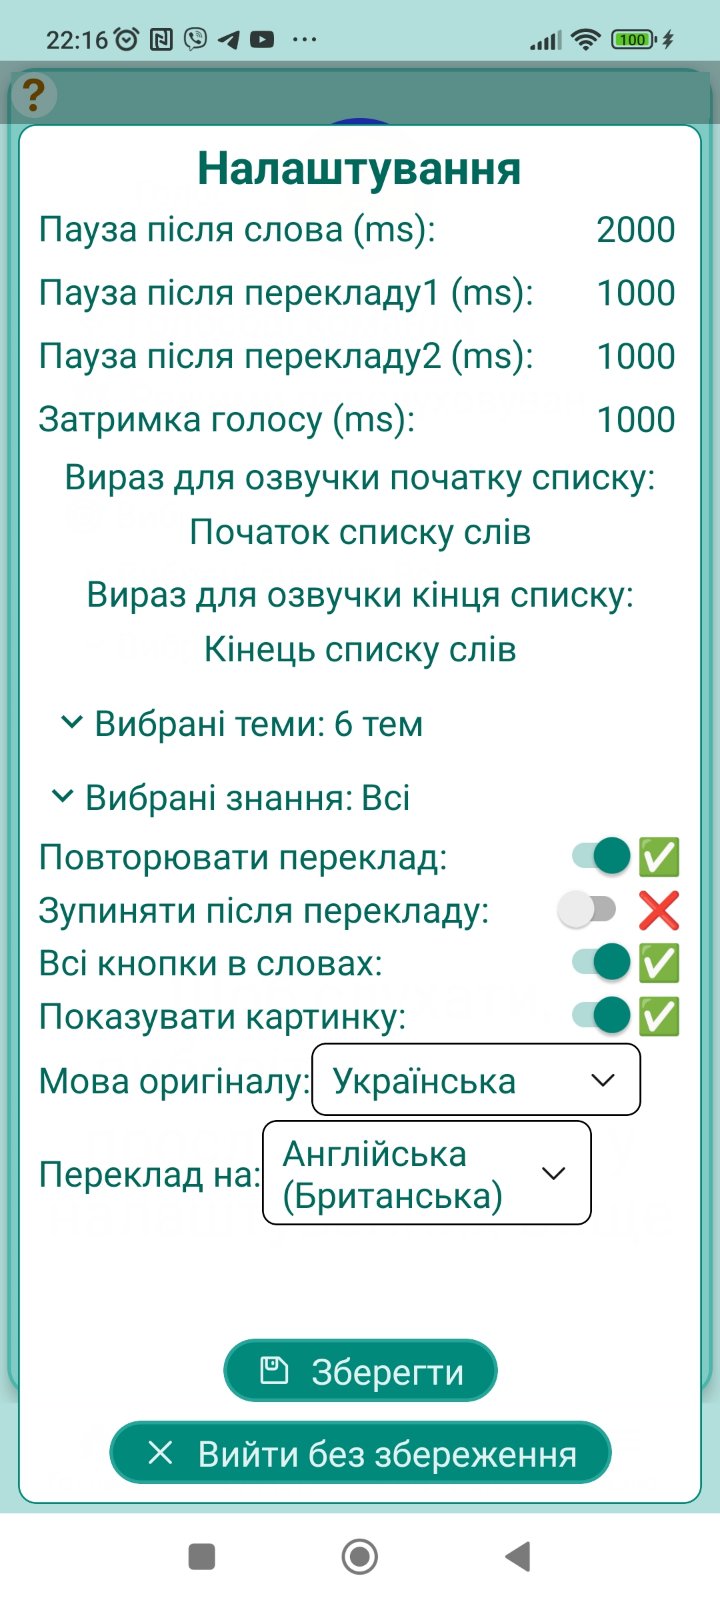 22:16
100
?
Налаштування
Пауза після слова (ms): 2000
Пауза після перекладу1 (ms): 1000
Пауза після перекладу2 (ms): 1000
Затримка голосу (ms): 1000
Вираз для озвучки початку списку:
Початок списку слів
Вираз для озвучки кінця списку:
Кінець списку слів
Вибрані теми: 6 тем
Вибрані знання: Всі
Повторювати переклад:
Зупиняти після перекладу:
Всі кнопки в словах:
Показувати картинку:
Мова оригіналу: Українська
Переклад на: Англійська
(Британська)
Зберегти
Вийти без збереження